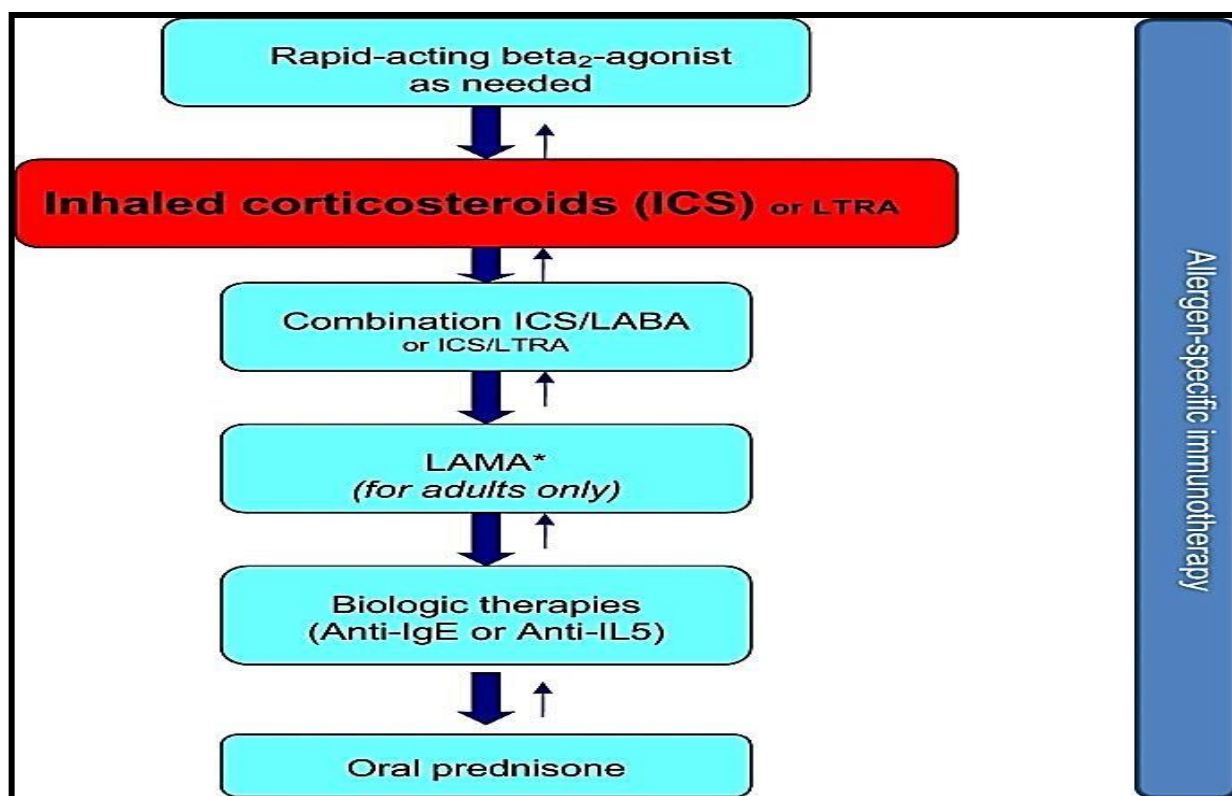 Rapid-acting beta₂-agonist
as needed
Inhaled corticosteroids (ICS) or LTRA
Combination ICS/LABA
or ICS/LTRA
LAMA*
(for adults only)
Biologic therapies
(Anti-IgE or Anti-IL5)
Oral prednisone
Allergen-specific immunotherapy